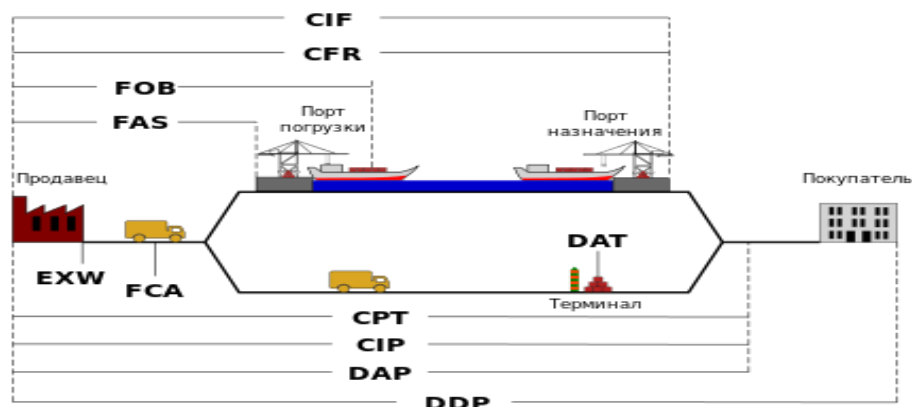 CIF
CFR
FOB
FAS
Порт
погрузки
Порт
назначения
Продавец
Покупатель
EXW
FCA
DAT
Терминал
CPT
CIP
DAP
DDP